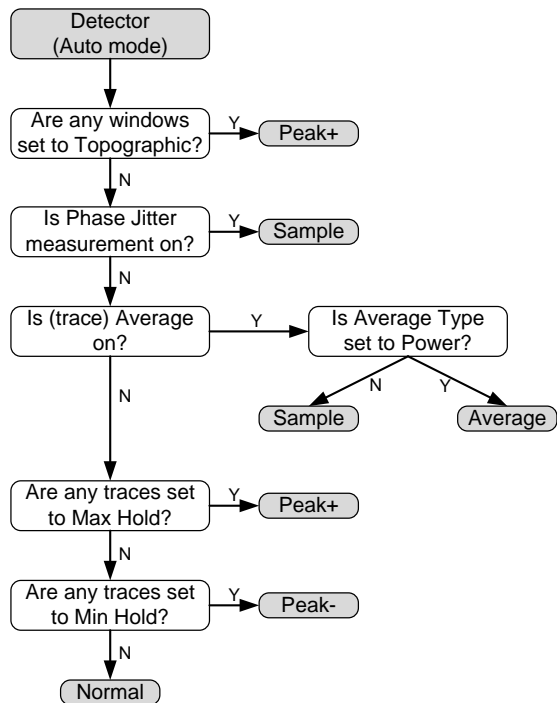 Detector
(Auto mode)
Are any windows
set to Topographic?
Y
Peak+
N
Is Phase Jitter
measurement on?
Y
Sample
N
Is (trace) Average
on?
Y
Is Average Type
set to Power?
N
Y
Sample
Average
N
Are any traces set
to Max Hold?
Y
Peak+
N
Are any traces set
to Min Hold?
Y
Peak-
N
Normal